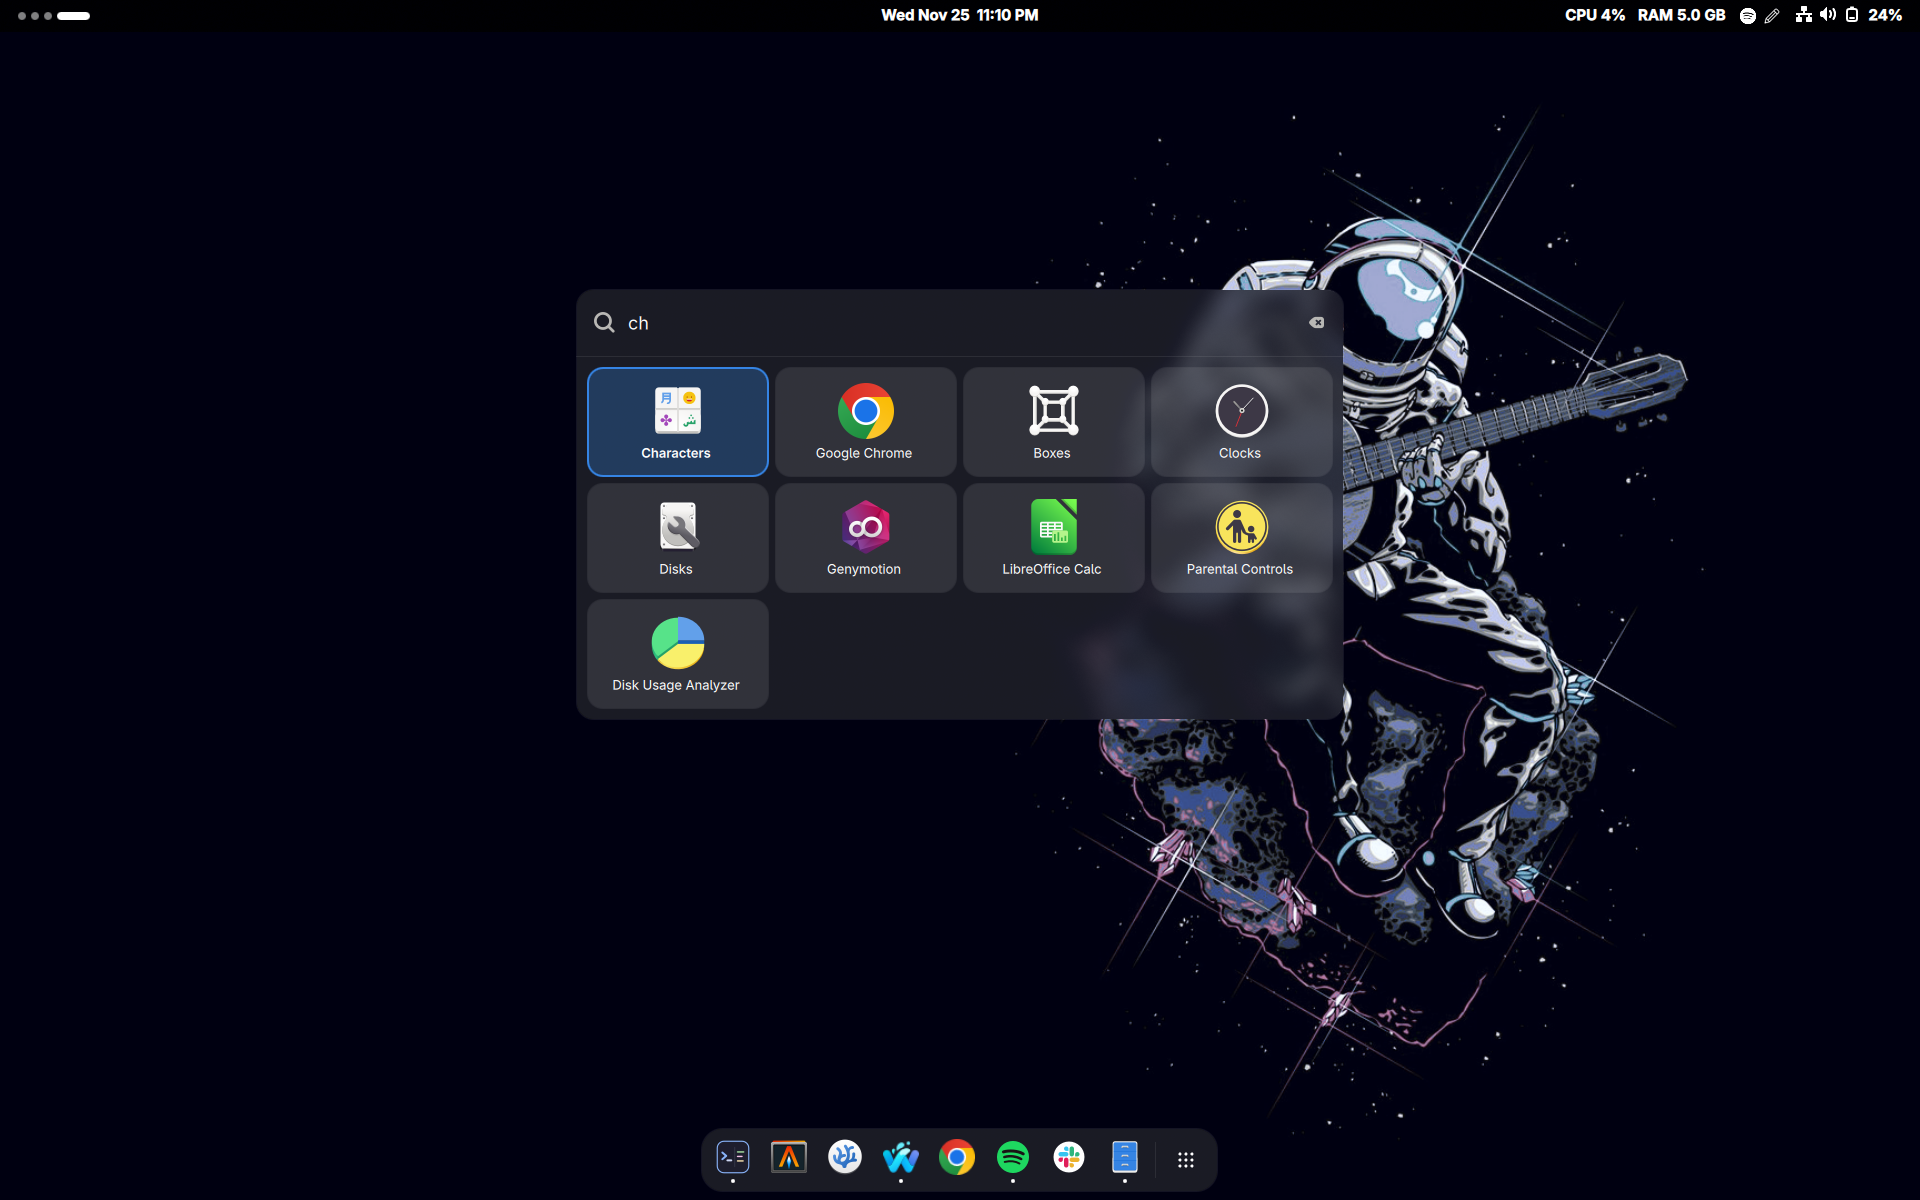 Wed Nov 25 11:10 PM
CPU 4% RAM 5.0 GB 24%
ch
月
ش
Characters
Google Chrome
Boxes
Clocks
Disks
Genymotion
LibreOffice Calc
Parental Controls
Disk Usage Analyzer